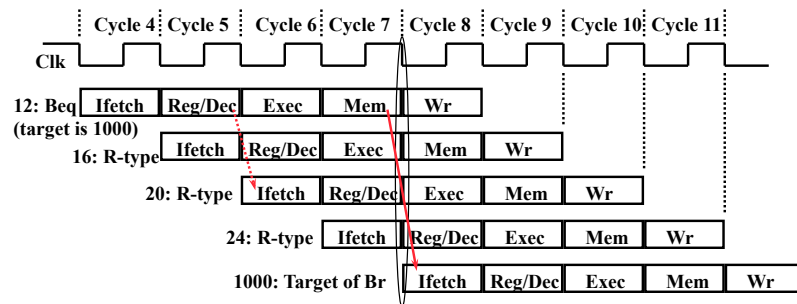 Cycle 4 Cycle 5 Cycle 6 Cycle 7 Cycle 8 Cycle 9 Cycle 10 Cycle 11
Clk
12: Beq Ifetch Reg/Dec Exec Mem Wr
(target is 1000)
16: R-type Ifetch Reg/Dec Exec Mem Wr
20: R-type Ifetch Reg/Dec Exec Mem Wr
24: R-type Ifetch Reg/Dec Exec Mem Wr
1000: Target of Br Ifetch Reg/Dec Exec Mem Wr